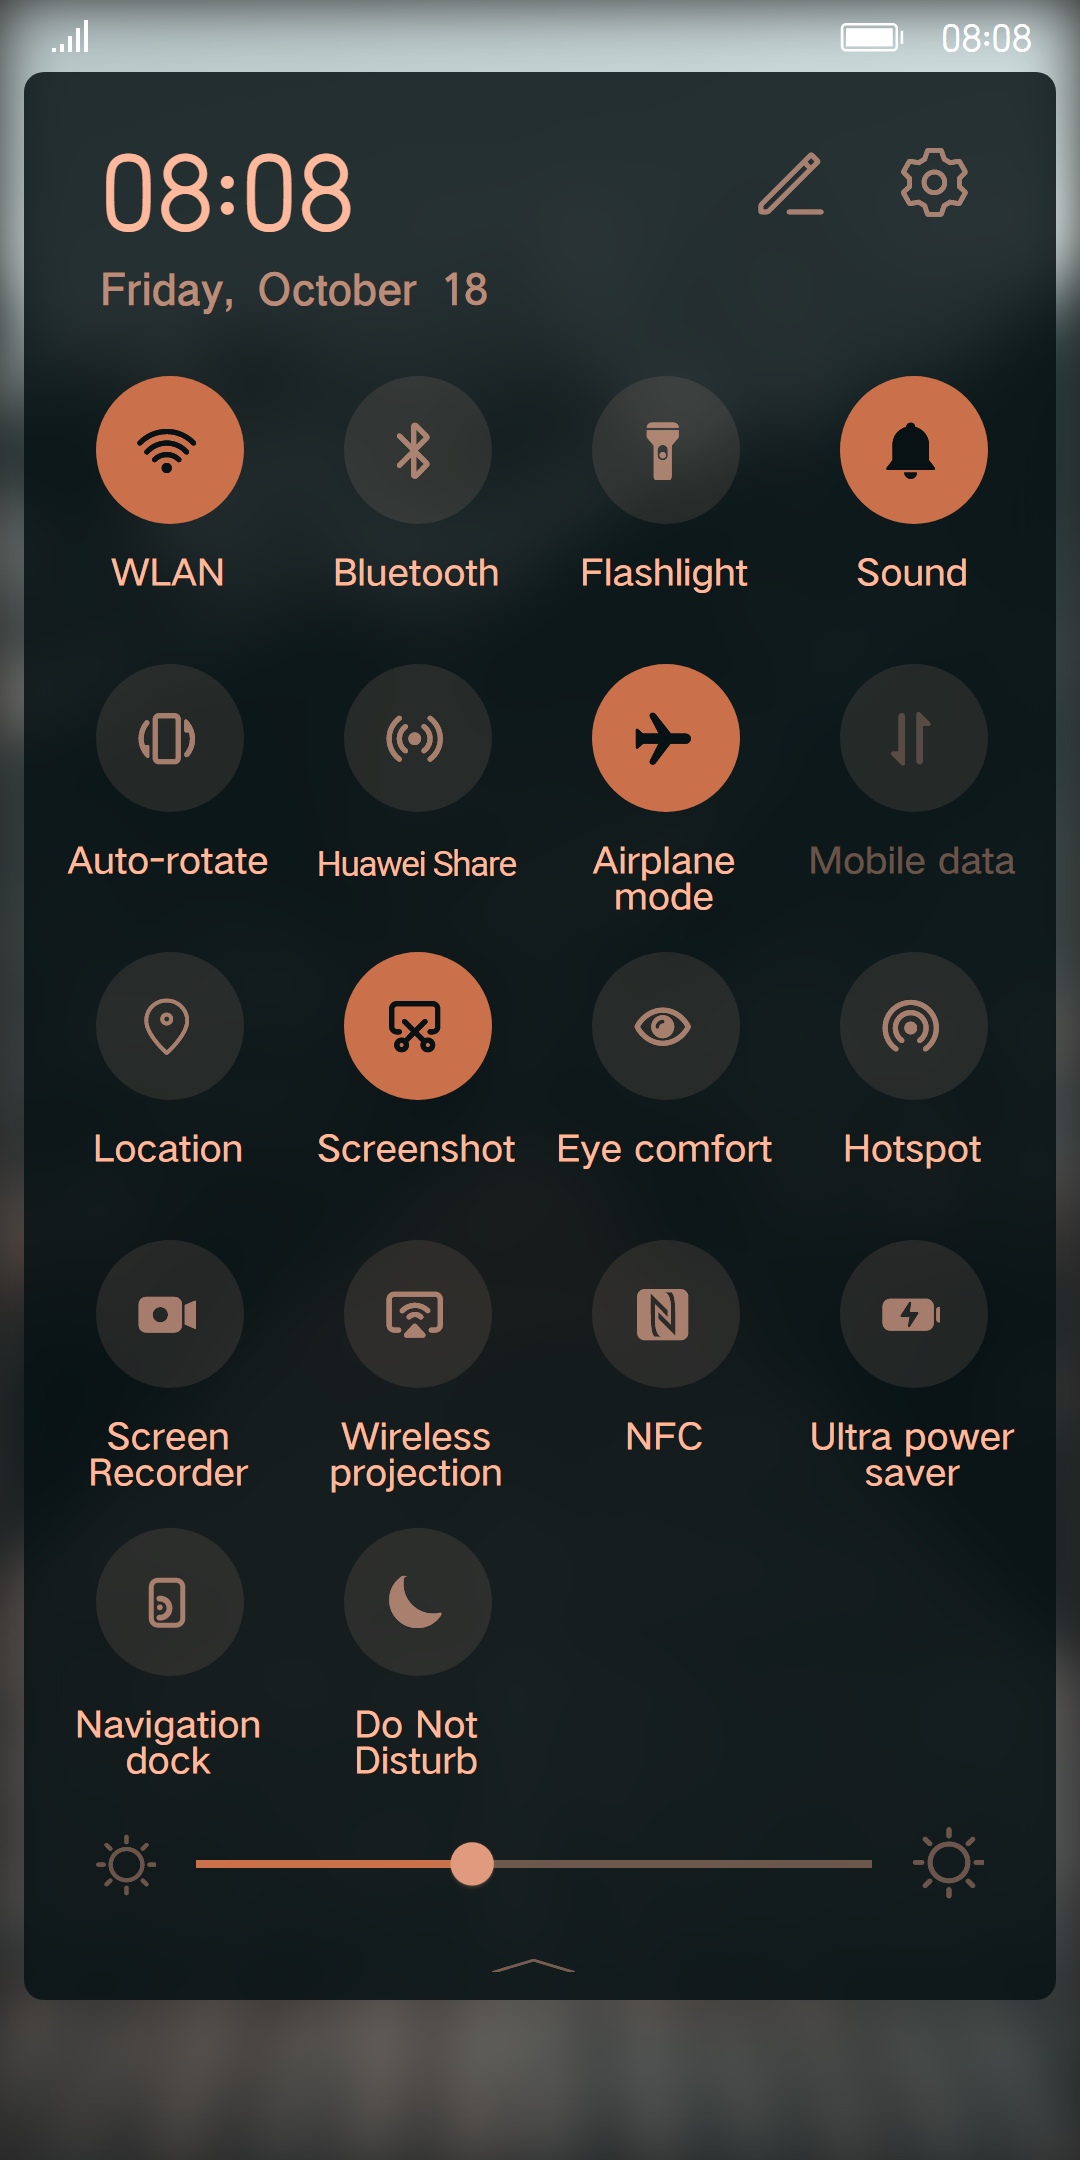 08:08
08:08
Friday, October 18
WLAN
Bluetooth
Flashlight
Sound
Auto-rotate
Huawei Share
Airplane
mode
Mobile data
Location
Screenshot
Eye comfort
Hotspot
Screen
Recorder
Wireless
projection
NFC
Ultra power
saver
Navigation
dock
Do Not
Disturb